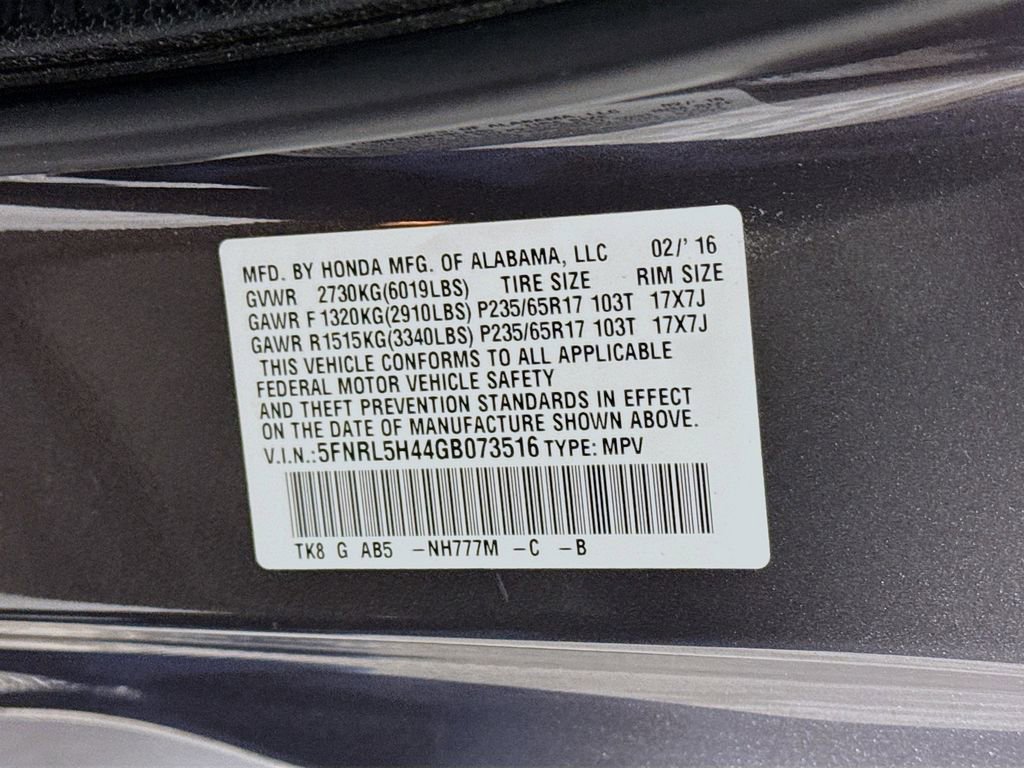 MFD. BY HONDA MFG. OF ALABAMA, LLC 02/'16
GVWR 2730KG(6019LBS) TIRE SIZE RIM SIZE
GAWR F 1320KG(2910LBS) P235/65R17 103T 17X7J
GAWR R1515KG(3340LBS) P235/65R17 103T 17X7J
THIS VEHICLE CONFORMS TO ALL APPLICABLE
FEDERAL MOTOR VEHICLE SAFETY
AND THEFT PREVENTION STANDARDS IN EFFECT
ON THE DATE OF MANUFACTURE SHOWN ABOVE.
V.I.N.:5FNRL5H44GB073516 TYPE: MPV
TK8 G AB5 -NH777M -C -B